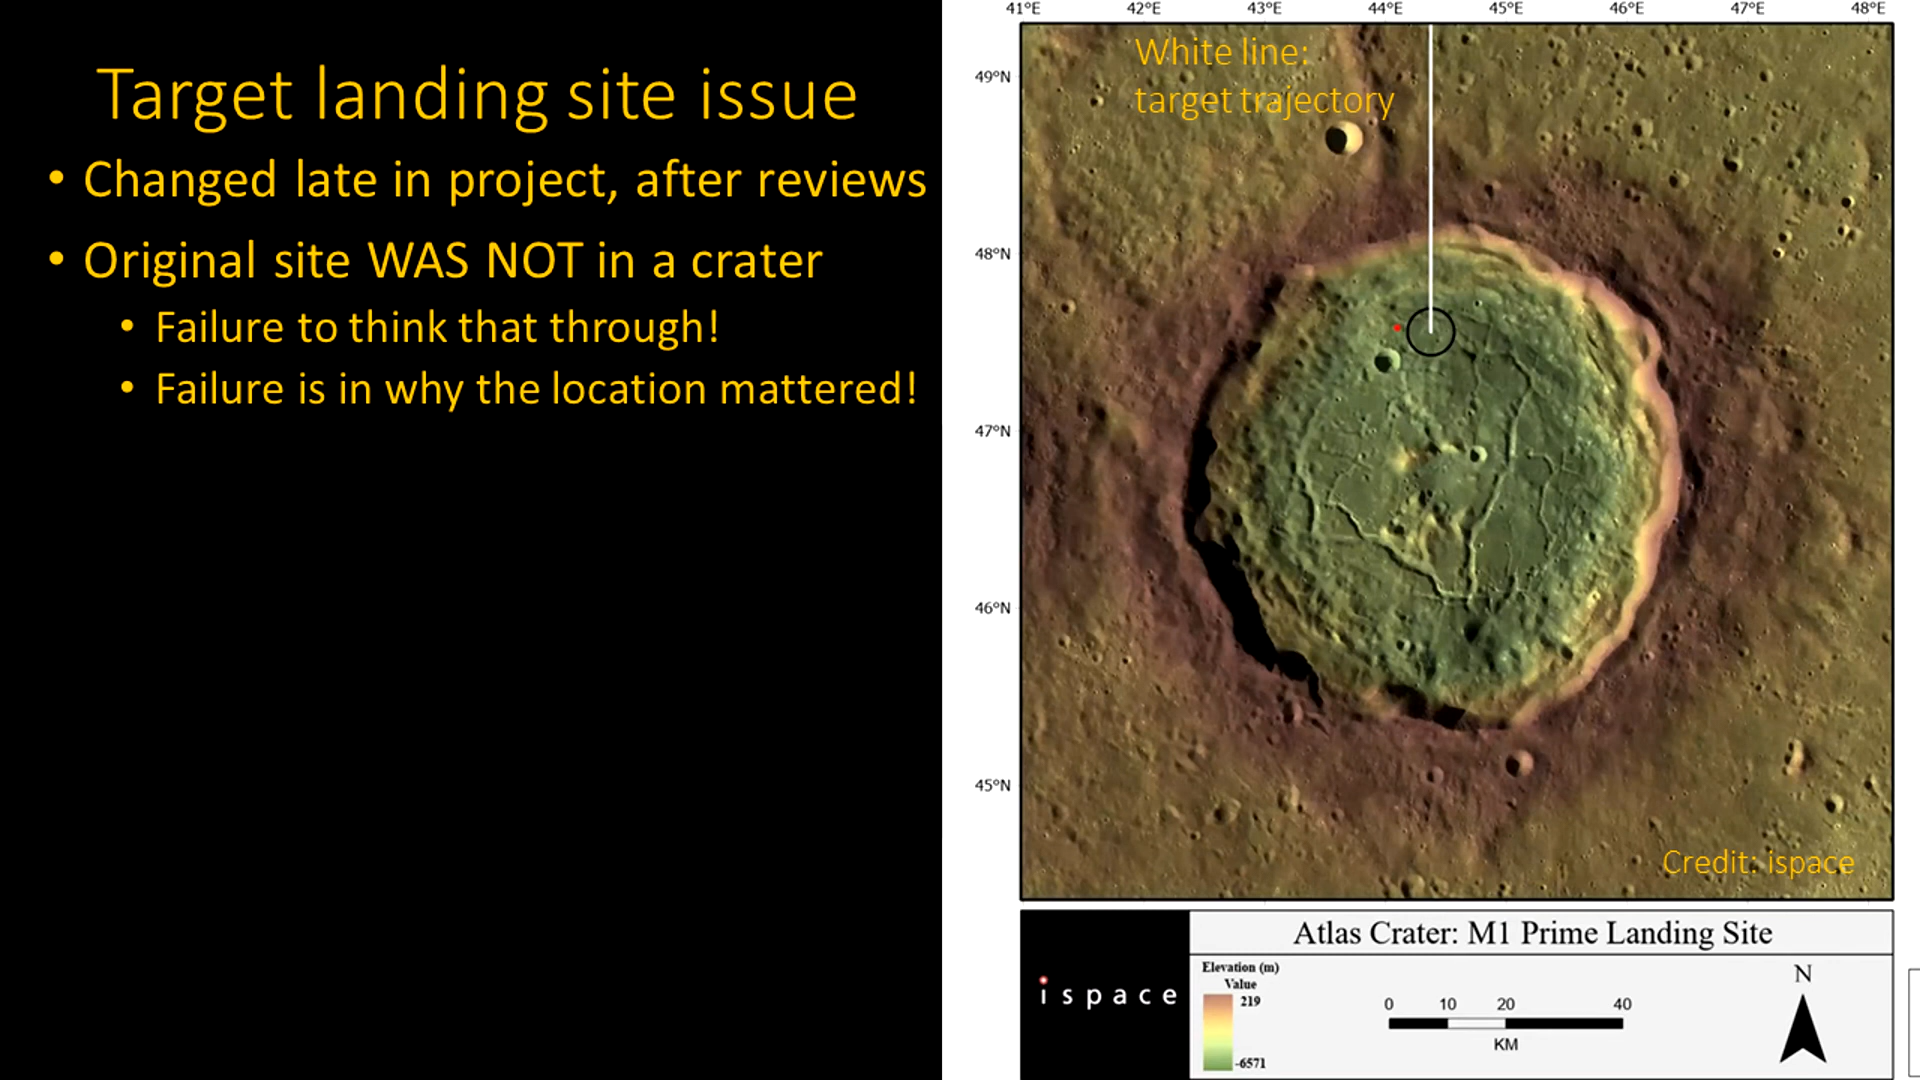 Target landing site issue
• Changed late in project, after reviews
• Original site WAS NOT in a crater
• Failure to think that through!
• Failure is in why the location mattered!
41°E 42°E 43°E 44°E 45°E 46°E 47°E 48°E
White line:
target trajectory
49°N
48°N
47°N
46°N
45°N
Credit: ispace
Atlas Crater: M1 Prime Landing Site
ispace
Elevation (m)
Value
219
-6571
0 10 20 40
KM
N